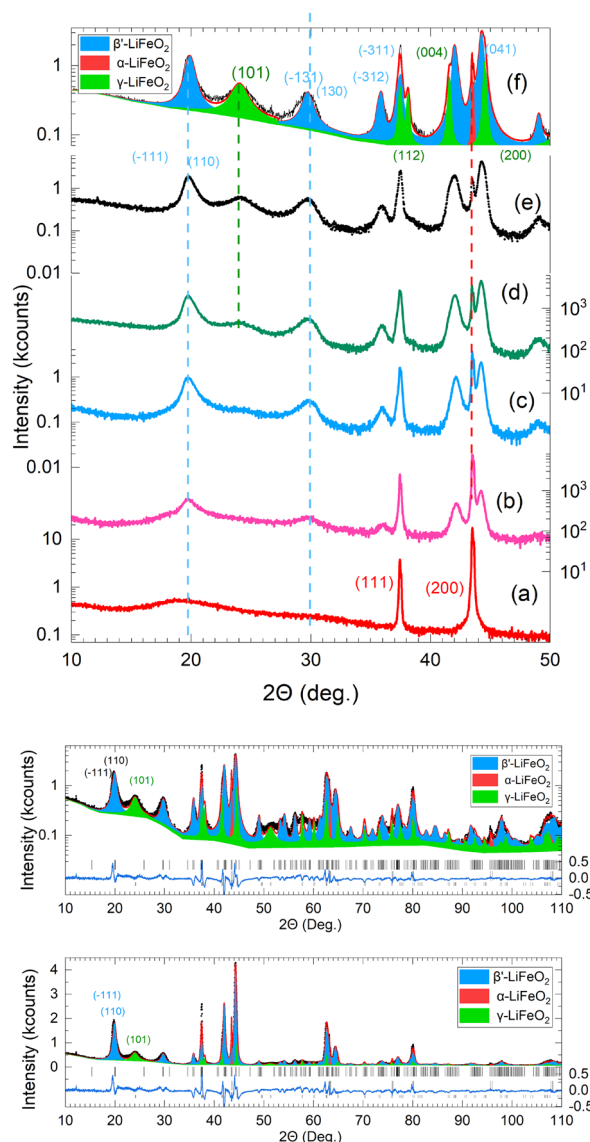 β'-LiFeO₂
α-LiFeO₂
γ-LiFeO₂
(101)
(-131)
(130)
(-311)
(-312)
(004)
(041)
(f)
(-111)
(110)
(112)
(200)
(e)
(d)
(c)
(b)
(a)
(111)
(200)
Intensity (kcounts)
Intensity (kcounts)
1
0.1
1
0.1
0.01
1
0.1
0.01
10
1
0.1
10³
10²
10¹
10³
10²
10¹
10 20 30 40 50
2Θ (deg.)
(110)
(-111)
(101)
β'-LiFeO₂
α-LiFeO₂
γ-LiFeO₂
Intensity (kcounts)
1
0.1
0.5
0.0
-0.5
10 20 30 40 50 60 70 80 90 100 110
2Θ (Deg.)
(-111)
(110)
(101)
β'-LiFeO₂
α-LiFeO₂
γ-LiFeO₂
Intensity (kcounts)
4
3
2
1
0
0.5
0.0
-0.5
10 20 30 40 50 60 70 80 90 100 110
2Θ (Deg.)